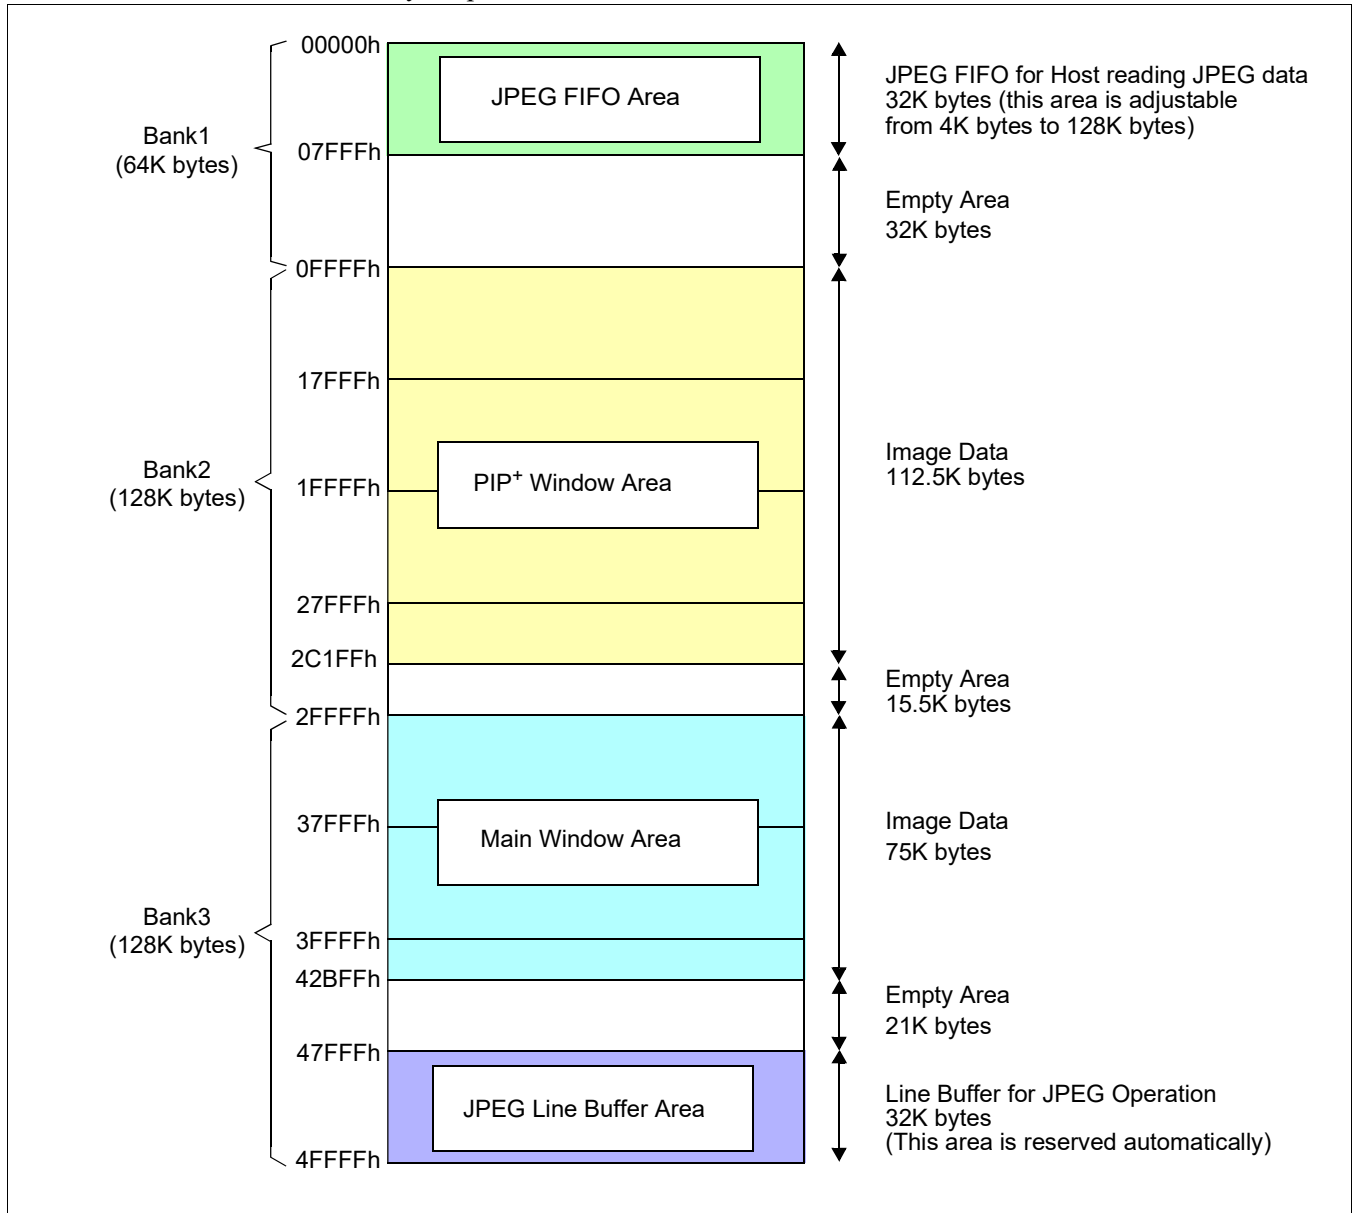 00000h
JPEG FIFO Area
JPEG FIFO for Host reading JPEG data
32K bytes (this area is adjustable
from 4K bytes to 128K bytes)
Bank1
(64K bytes)
07FFFh
Empty Area
32K bytes
0FFFFh
17FFFh
Image Data
112.5K bytes
Bank2
(128K bytes)
1FFFFh
PIP+ Window Area
27FFFh
2C1FFh
Empty Area
15.5K bytes
2FFFFh
37FFFh
Main Window Area
Image Data
75K bytes
Bank3
(128K bytes)
3FFFFh
42BFFh
Empty Area
21K bytes
47FFFh
JPEG Line Buffer Area
Line Buffer for JPEG Operation
32K bytes
(This area is reserved automatically)
4FFFFh